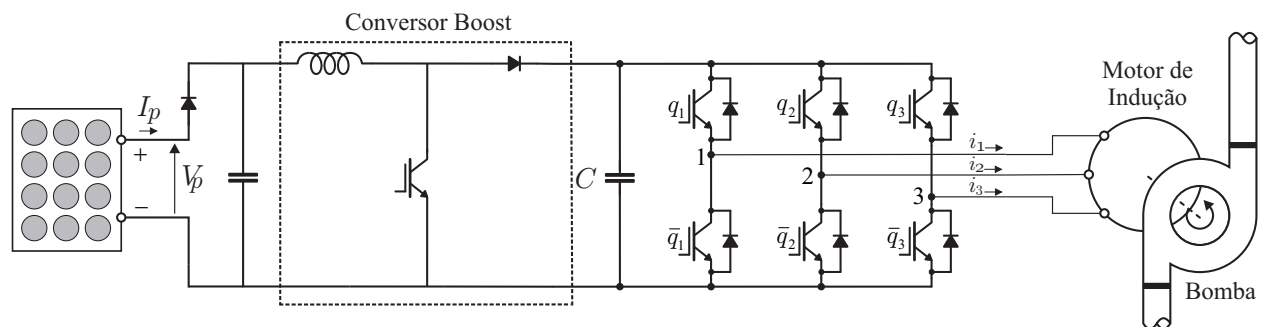 Conversor Boost
Motor de
Indução
I_p
+
V_p
−
C
q_1
q_2
q_3
1
2
3
i_1
i_2
i_3
q̄_1
q̄_2
q̄_3
Bomba